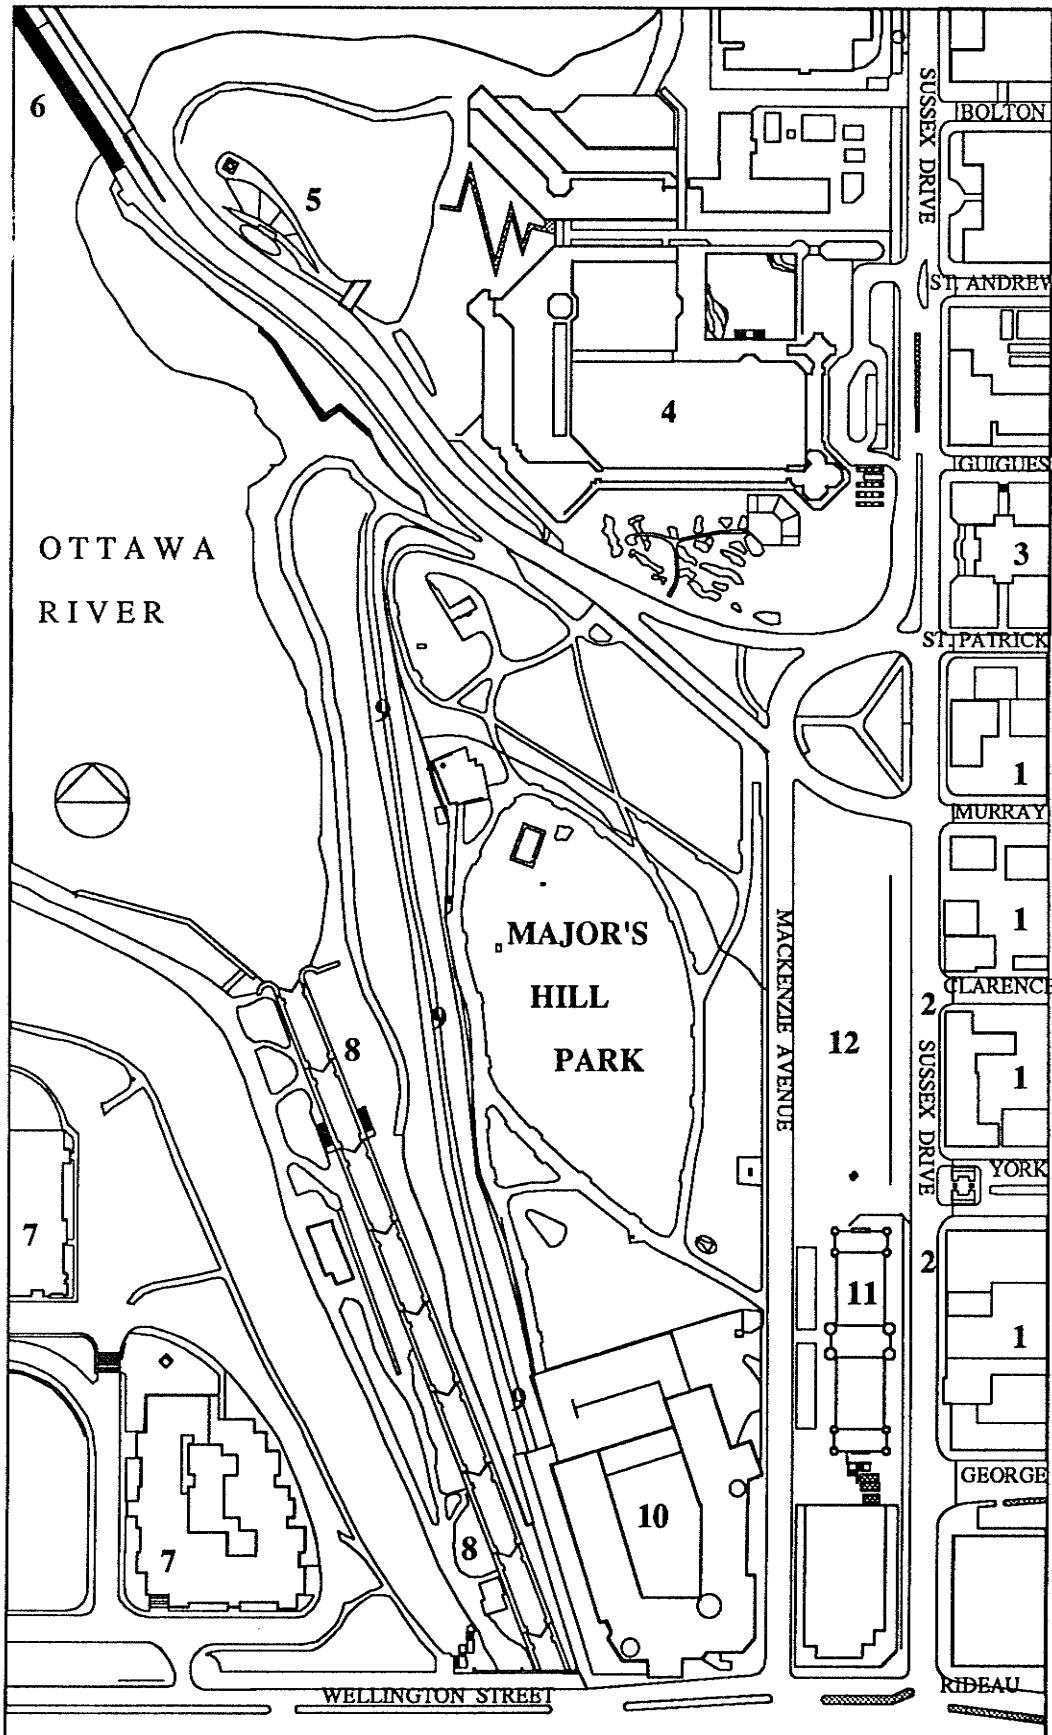 6
BOLTON
SUSSEX DRIVE
5
ST. ANDREW
4
GUIGUES
OTTAWA
RIVER
3
ST. PATRICK
9
1
MURRAY
MAJOR'S
HILL
PARK
MACKENZIE AVENUE
1
CLARENCE
2
9
8
12
SUSSEX DRIVE
1
YORK
7
2
11
1
9
GEORGE
10
8
7
RIDEAU
WELLINGTON STREET